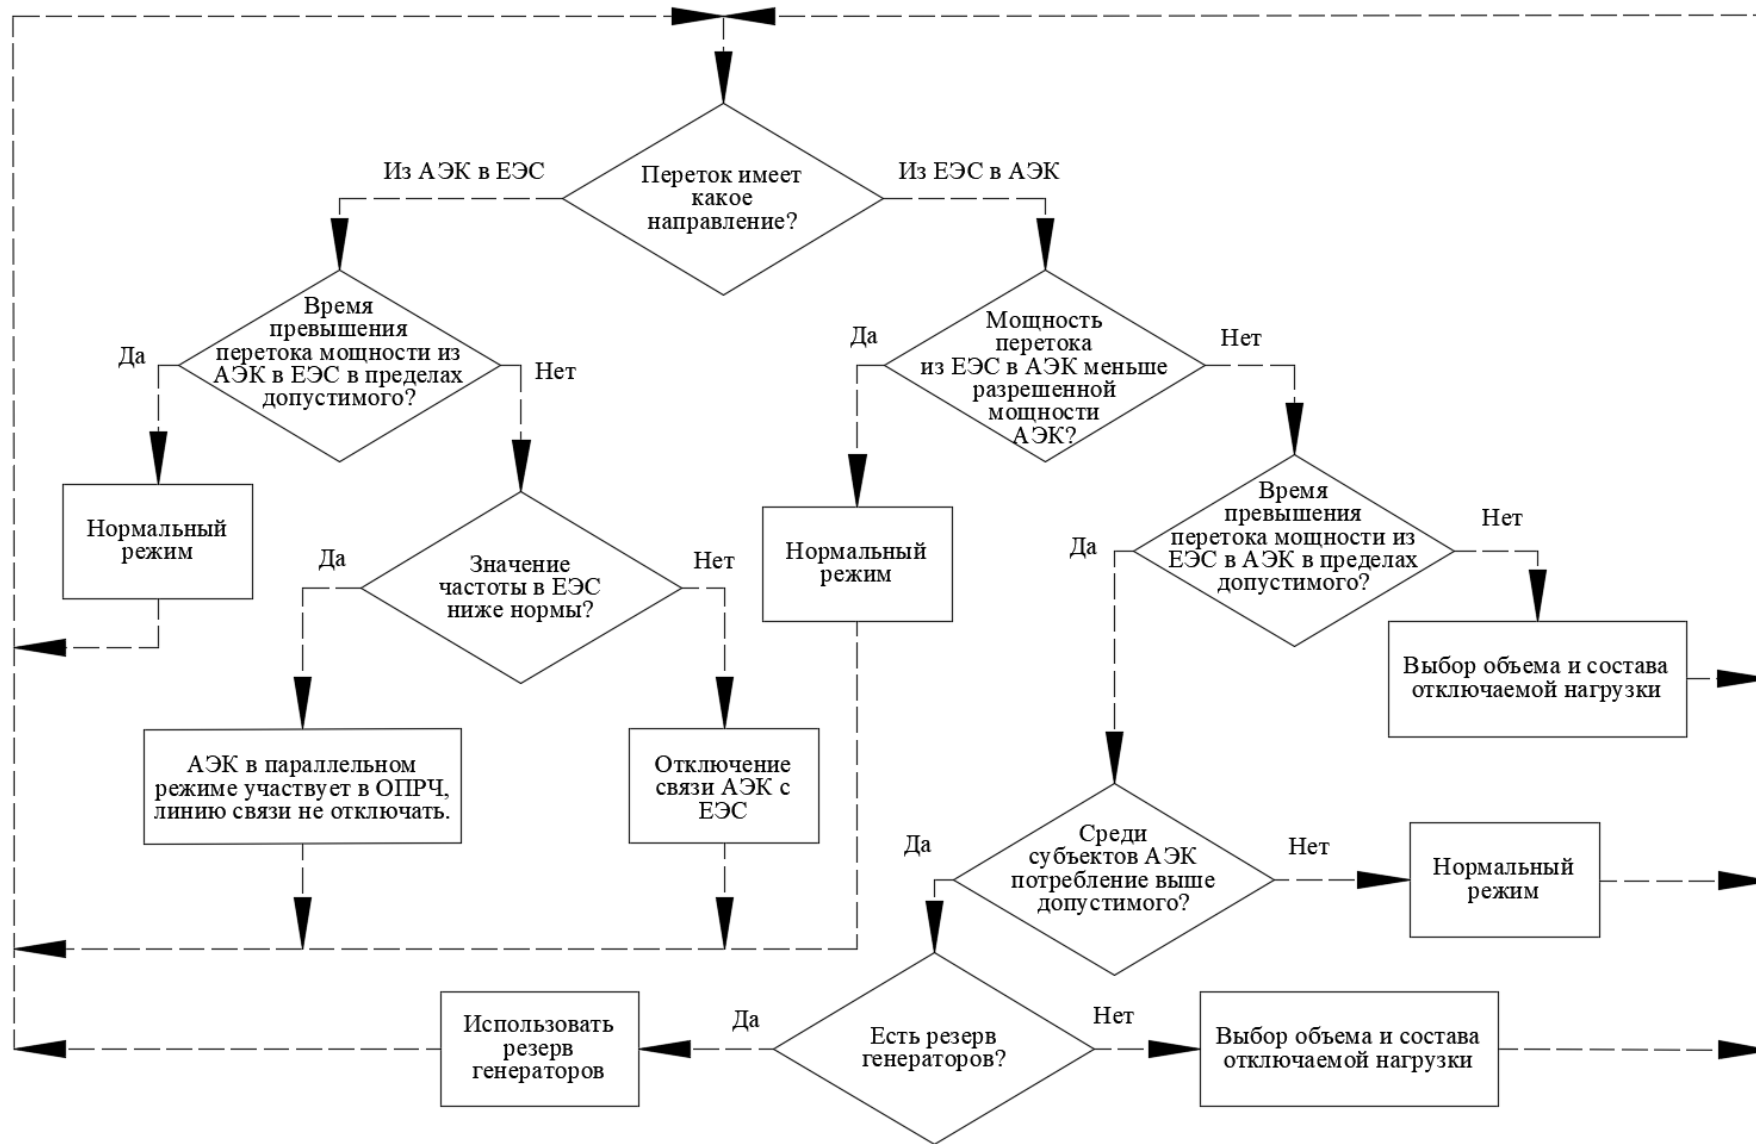 Из АЭК в ЕЭС
Переток имеет
какое
направление?
Из ЕЭС в АЭК
Время
превышения
перетока мощности из
АЭК в ЕЭС в пределах
допустимого?
Да
Нет
Мощность
перетока
из ЕЭС в АЭК меньше
разрешенной
мощности
АЭК?
Да
Нет
Нормальный
режим
Значение
частоты в ЕЭС
ниже нормы?
Да
Нет
Нормальный
режим
Время
превышения
перетока мощности из
ЕЭС в АЭК в пределах
допустимого?
Да
Нет
Выбор объема и состава
отключаемой нагрузки
АЭК в параллельном
режиме участвует в ОПРЧ,
линию связи не отключать.
Отключение
связи АЭК с
ЕЭС
Среди
субъектов АЭК
потребление выше
допустимого?
Да
Нет
Нормальный
режим
Использовать
резерв
генераторов
Да
Есть резерв
генераторов?
Нет
Выбор объема и состава
отключаемой нагрузки